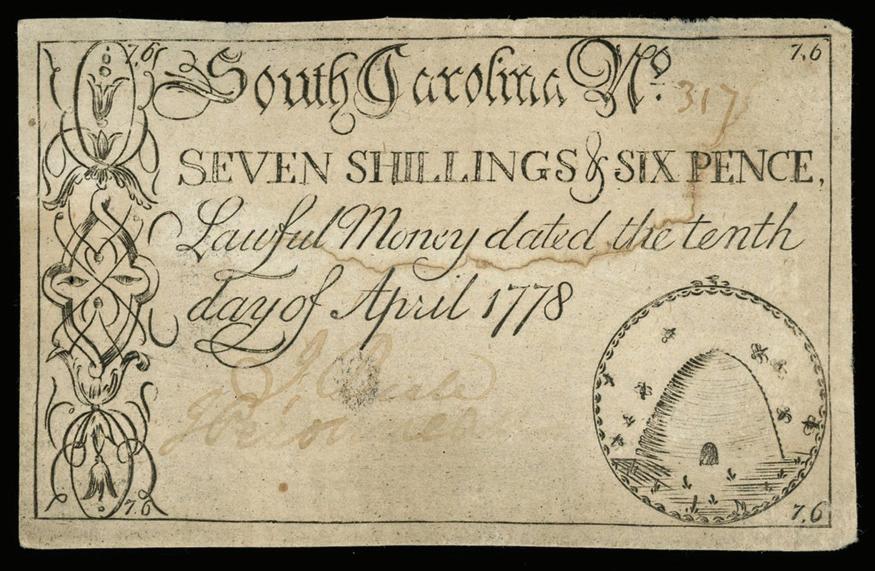 7,6
7,6
South Carolina No. 317
SEVEN SHILLINGS & SIX PENCE,
Lawful Money dated the tenth
day of April 1778
J.
7,6
7,6